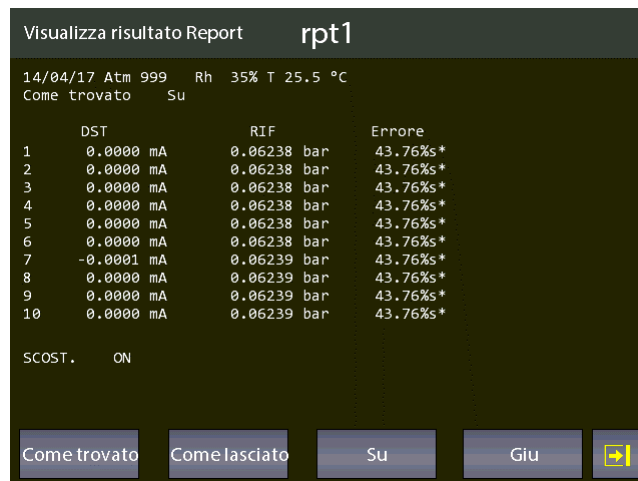 Visualizza risultato Report rpt1
14/04/17 Atm 999 Rh 35% T 25.5 °C
Come trovato Su
DST RIF Errore
1 0.0000 mA 0.06238 bar 43.76%s*
2 0.0000 mA 0.06238 bar 43.76%s*
3 0.0000 mA 0.06238 bar 43.76%s*
4 0.0000 mA 0.06238 bar 43.76%s*
5 0.0000 mA 0.06238 bar 43.76%s*
6 0.0000 mA 0.06238 bar 43.76%s*
7 -0.0001 mA 0.06239 bar 43.76%s*
8 0.0000 mA 0.06239 bar 43.76%s*
9 0.0000 mA 0.06239 bar 43.76%s*
10 0.0000 mA 0.06239 bar 43.76%s*
SCOST. ON
Come trovato Come lasciato Su Giu